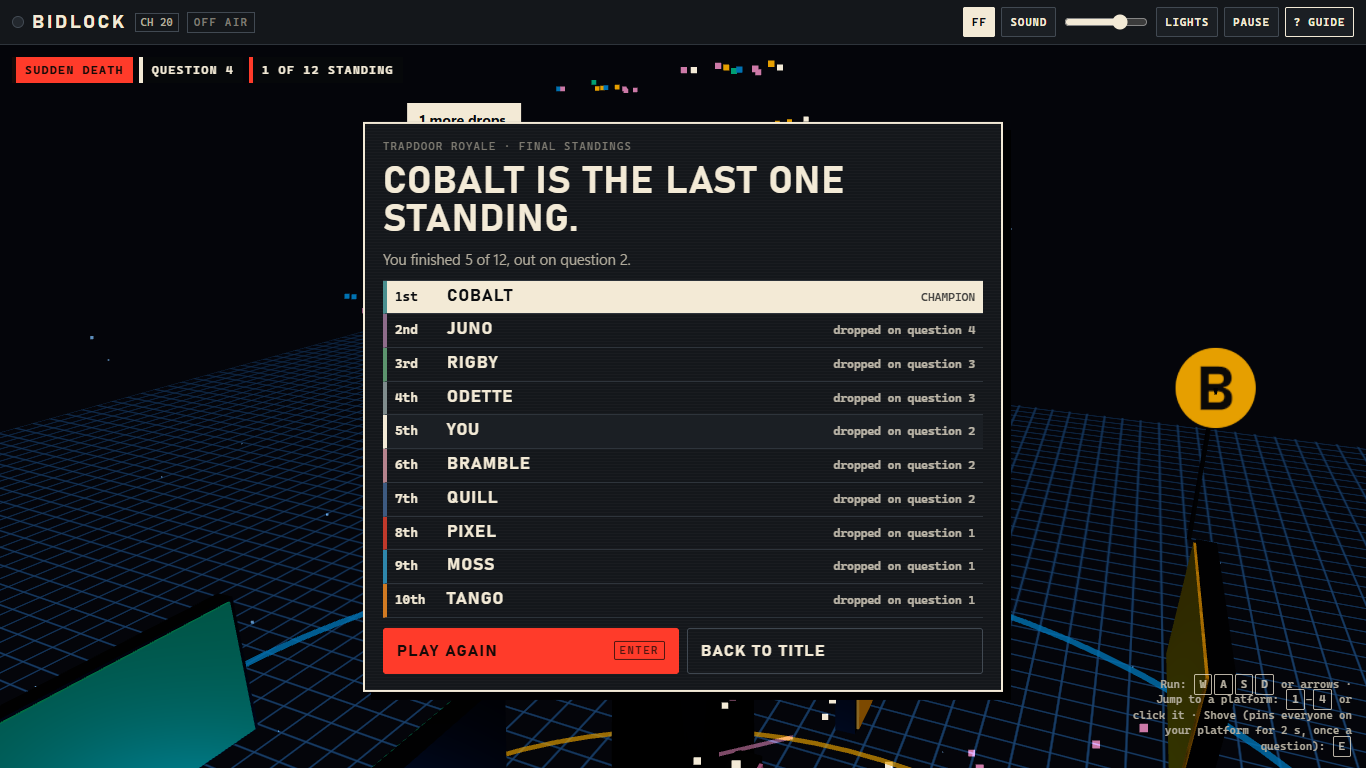 BIDLOCK CH 20 OFF AIR FF SOUND LIGHTS PAUSE ? GUIDE
SUDDEN DEATH QUESTION 4 1 OF 12 STANDING
1 more drops
TRAPDOOR ROYALE · FINAL STANDINGS
COBALT IS THE LAST ONE
STANDING.
You finished 5 of 12, out on question 2.
1st COBALT CHAMPION
2nd JUNO dropped on question 4
3rd RIGBY dropped on question 3
4th ODETTE dropped on question 3
5th YOU dropped on question 2
6th BRAMBLE dropped on question 2
7th QUILL dropped on question 2
8th PIXEL dropped on question 1
9th MOSS dropped on question 1
10th TANGO dropped on question 1
PLAY AGAIN ENTER BACK TO TITLE
B
Run: W A S D or arrows ·
Jump to a platform: 1 - 4 or
click it · Shove (pins everyone on
your platform for 2 s, once a
question): E